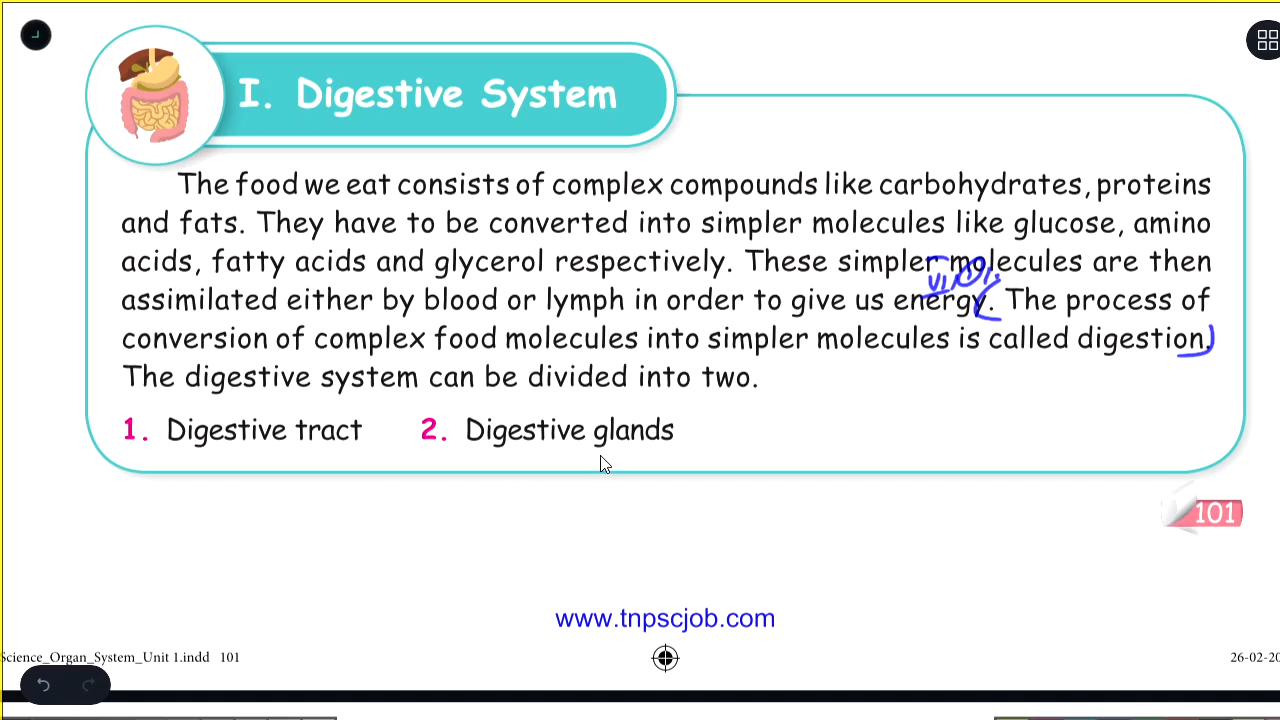 I. Digestive System
The food we eat consists of complex compounds like carbohydrates, proteins
and fats. They have to be converted into simpler molecules like glucose, amino
acids, fatty acids and glycerol respectively. These simpler molecules are then
assimilated either by blood or lymph in order to give us energy. The process of
conversion of complex food molecules into simpler molecules is called digestion.
The digestive system can be divided into two.
1. Digestive tract 2. Digestive glands
101
www.tnpscjob.com
Science_Organ_System_Unit 1.indd 101
26-02-20